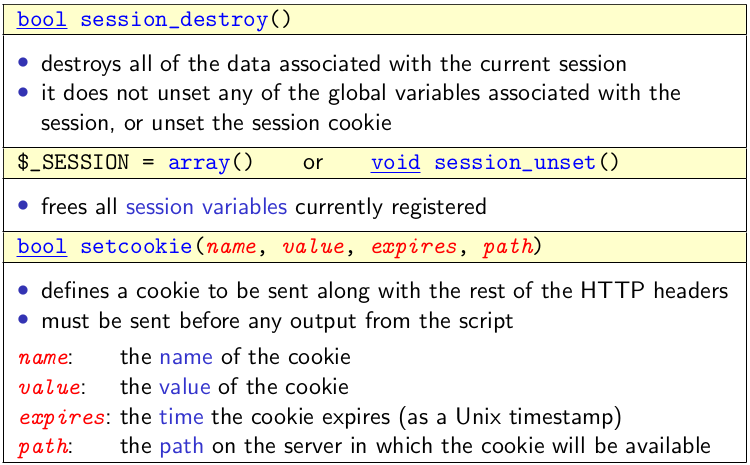 bool session_destroy()
• destroys all of the data associated with the current session
• it does not unset any of the global variables associated with the
session, or unset the session cookie
$_SESSION = array() or void session_unset()
• frees all session variables currently registered
bool setcookie(name, value, expires, path)
• defines a cookie to be sent along with the rest of the HTTP headers
• must be sent before any output from the script
name: the name of the cookie
value: the value of the cookie
expires: the time the cookie expires (as a Unix timestamp)
path: the path on the server in which the cookie will be available